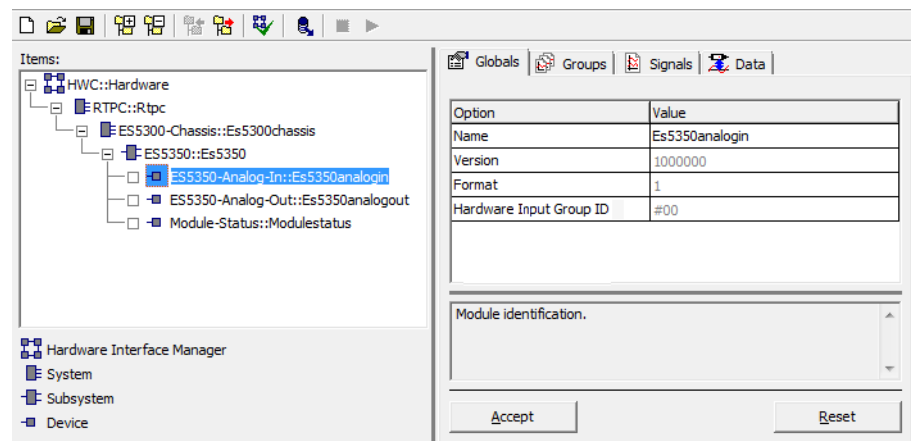 Items:
HWC::Hardware
RTPC::Rtpc
ES5300-Chassis::Es5300chassis
ES5350::Es5350
ES5350-Analog-In::Es5350analogin
ES5350-Analog-Out::Es5350analogout
Module-Status::Modulestatus
Hardware Interface Manager
System
Subsystem
Device
Globals Groups Signals Data
Option Value
Name Es5350analogin
Version 1000000
Format 1
Hardware Input Group ID #00
Module identification.
Accept Reset